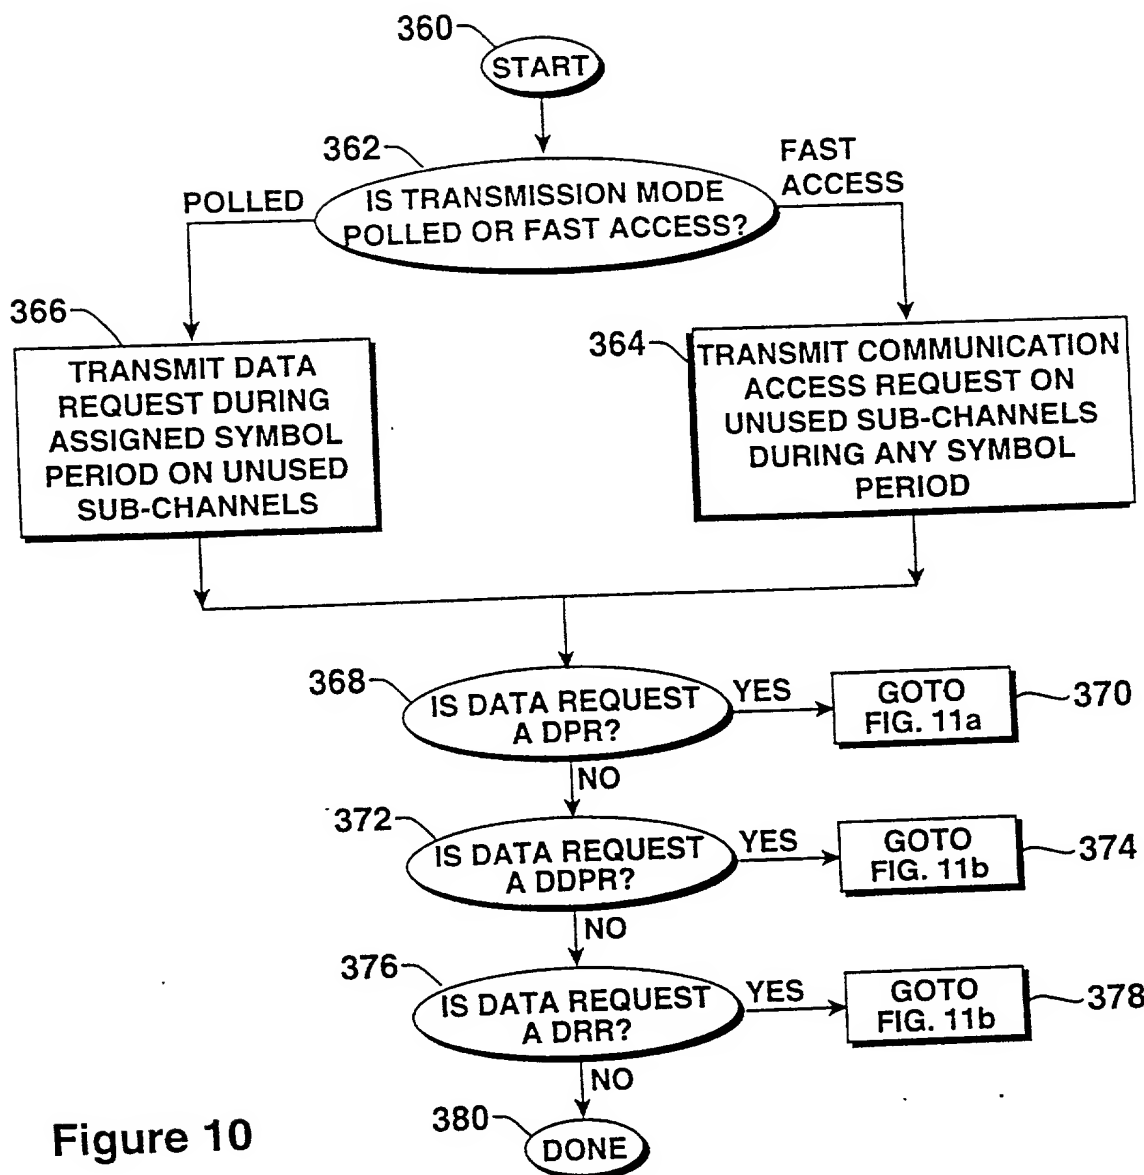 360
START
362
IS TRANSMISSION MODE
POLLED OR FAST ACCESS?
POLLED
FAST
ACCESS
366
TRANSMIT DATA
REQUEST DURING
ASSIGNED SYMBOL
PERIOD ON UNUSED
SUB-CHANNELS
364
TRANSMIT COMMUNICATION
ACCESS REQUEST ON
UNUSED SUB-CHANNELS
DURING ANY SYMBOL
PERIOD
368
IS DATA REQUEST
A DPR?
YES
GOTO
FIG. 11a
370
NO
372
IS DATA REQUEST
A DDPR?
YES
GOTO
FIG. 11b
374
NO
376
IS DATA REQUEST
A DRR?
YES
GOTO
FIG. 11b
378
NO
380
DONE
Figure 10